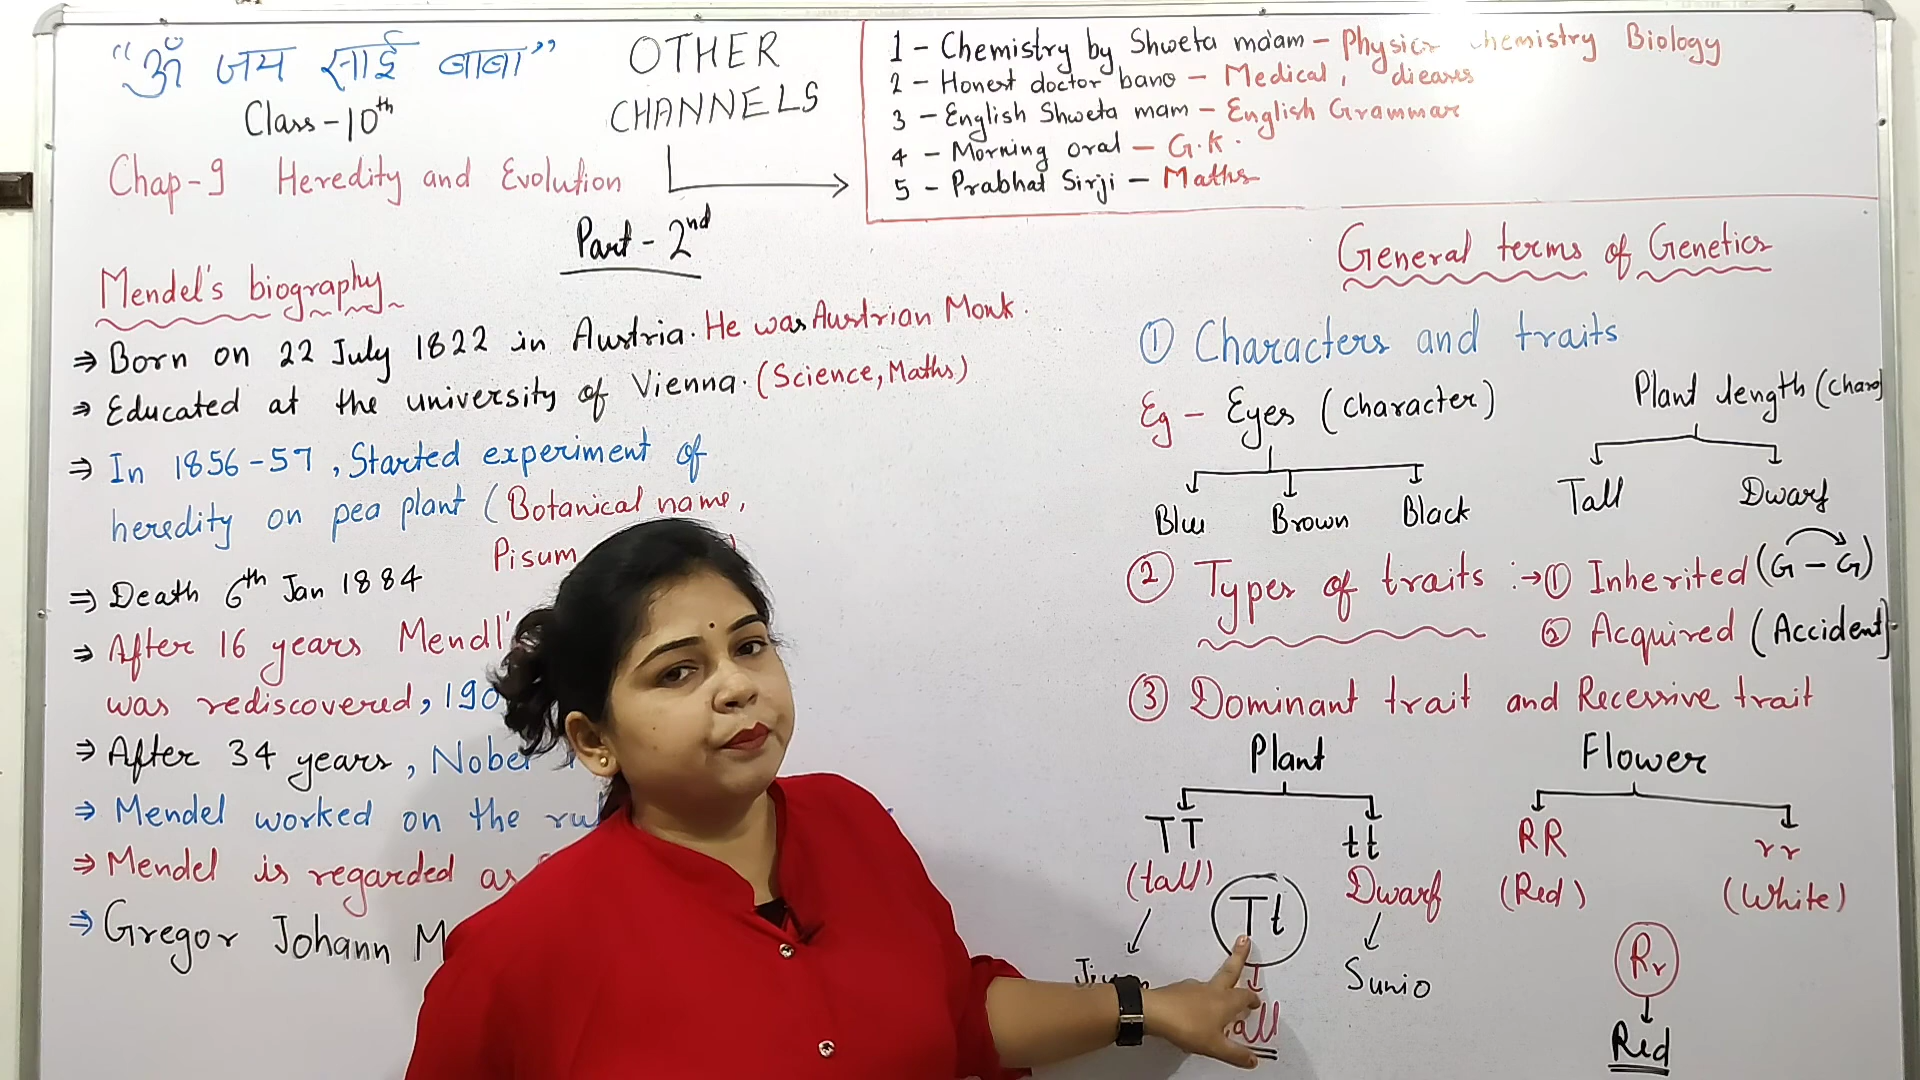 “ॐ जय साई बाबा”
Class-10th
Chap-9 Heredity and Evolution
OTHER
CHANNELS
1 - Chemistry by Shweta ma'am - Physics Chemistry Biology
2 - Honest doctor bano - Medical, dieases
3 - English Shweta mam - English Grammar
4 - Morning oral - G.K.
5 - Prabhat Sirji - Maths
Part - 2nd
Mendel's biography
⇒ Born on 22 July 1822 in Austria. He was Austrian Monk.
⇒ Educated at the university of Vienna. (Science, Maths)
⇒ In 1856-57, Started experiment of
heredity on pea plant (Botanical name,
Pisum
⇒ Death 6th Jan 1884
⇒ After 16 years Mendl's
was rediscovered, 190
⇒ After 34 years, Nobel
⇒ Mendel worked on the
⇒ Mendel is regarded as
⇒ Gregor Johann M
General terms of Genetics
① Characters and traits
Eg - Eyes (Character)
Blue Brown Black
Plant length (Charc)
Tall Dwarf
② Types of traits :→ ① Inherited (G - G)
② Acquired (Accident)
③ Dominant trait and Recessive trait
Plant
TT tt
(tall) Dwarf
Tt
Sunio
Flower
RR rr
(Red) (White)
Rr
Red